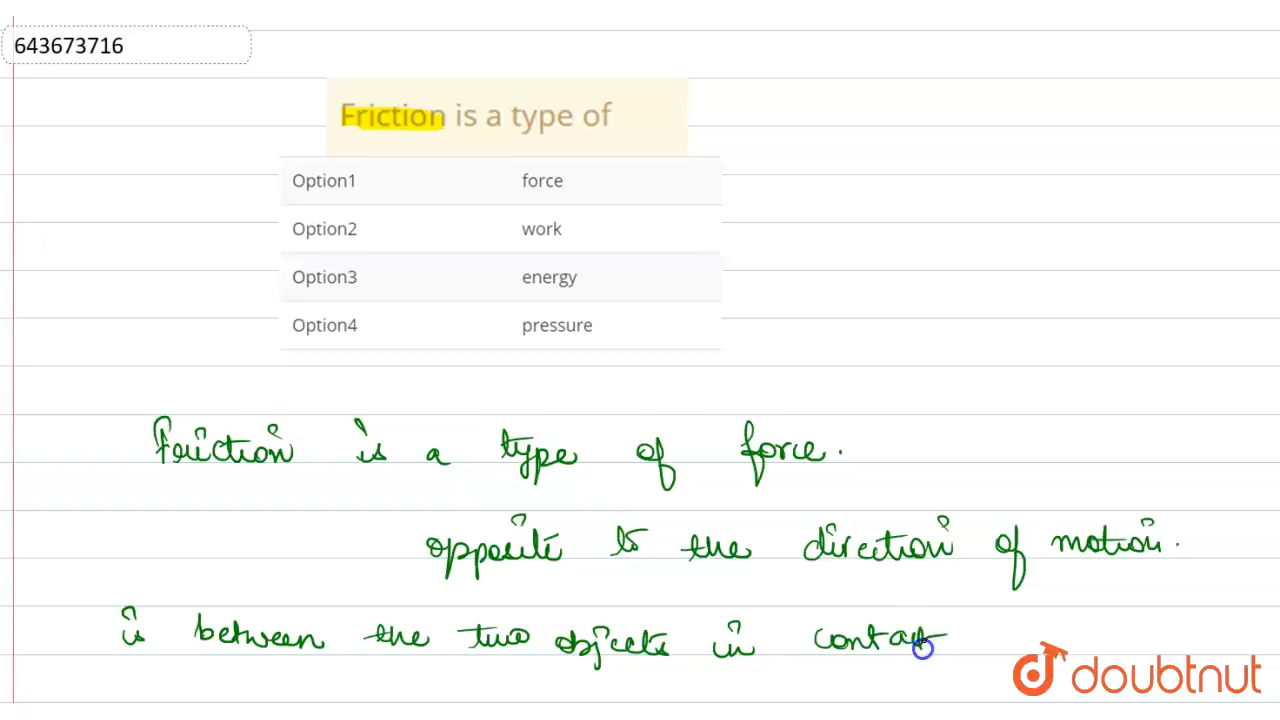 643673716
Friction is a type of
Option1 force
Option2 work
Option3 energy
Option4 pressure
Friction is a type of force.
opposite to the direction of motion.
is between the two objects in contact
doubtnut